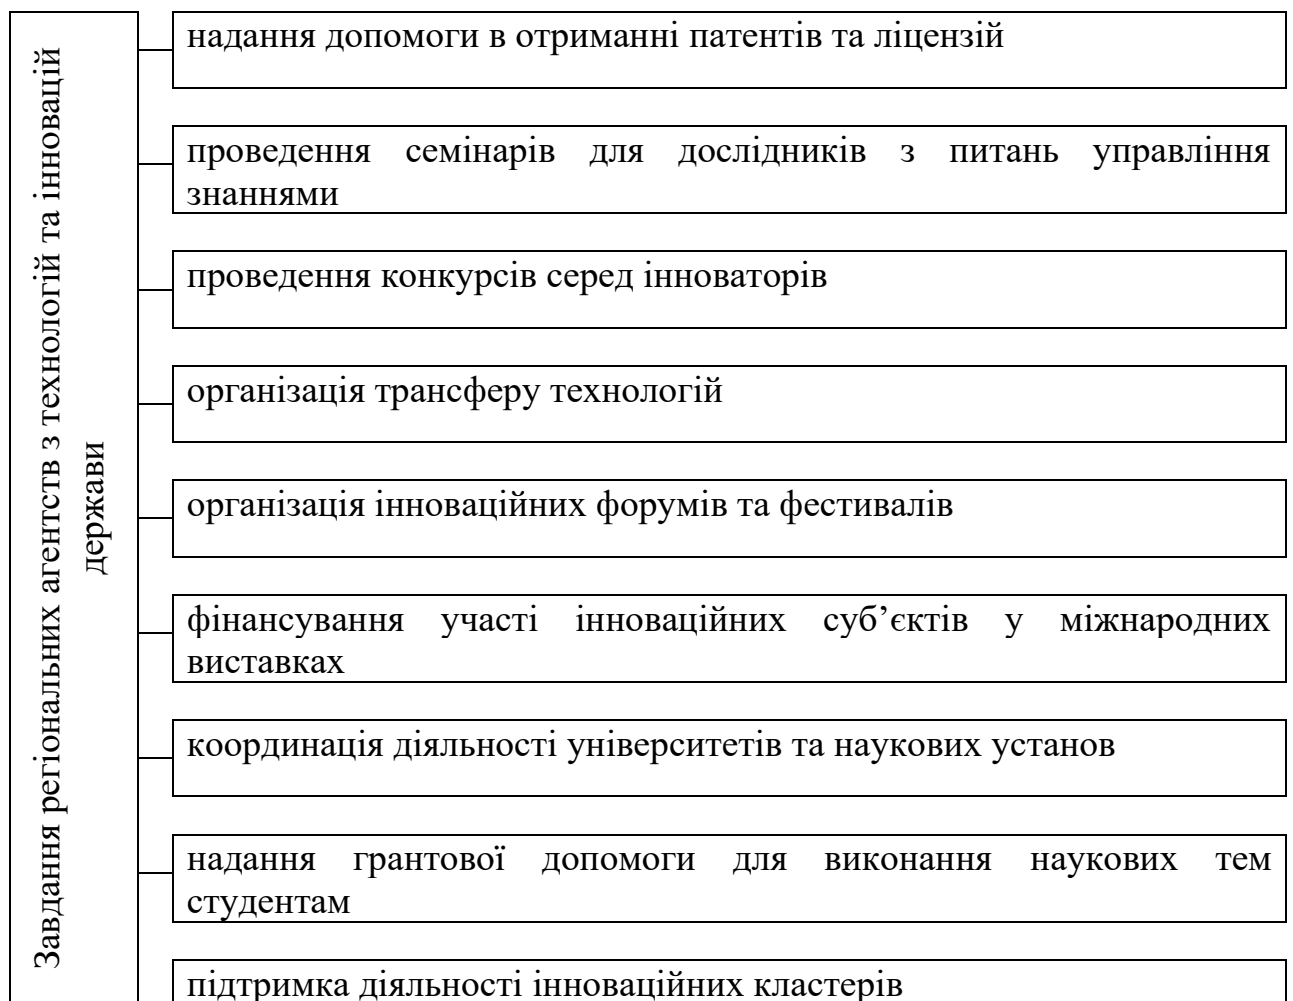 Завдання регіональних агентств з технологій та інновацій
держави
надання допомоги в отриманні патентів та ліцензій
проведення семінарів для дослідників з питань управління
знаннями
проведення конкурсів серед інноваторів
організація трансферу технологій
організація інноваційних форумів та фестивалів
фінансування участі інноваційних суб’єктів у міжнародних
виставках
координація діяльності університетів та наукових установ
надання грантової допомоги для виконання наукових тем
студентам
підтримка діяльності інноваційних кластерів